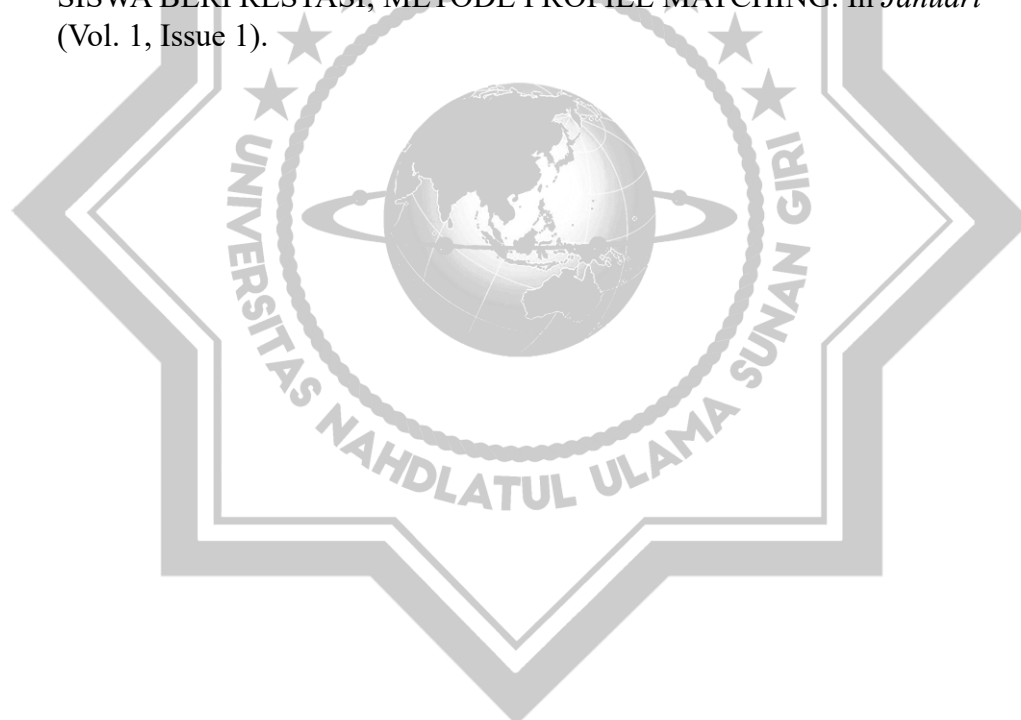 SISWA BERPRESTASI, METODE PROFILE MATCHING. In Januari
(Vol. 1, Issue 1).
UNIVERSITAS NAHDLATUL ULAMA SUNAN GIRI